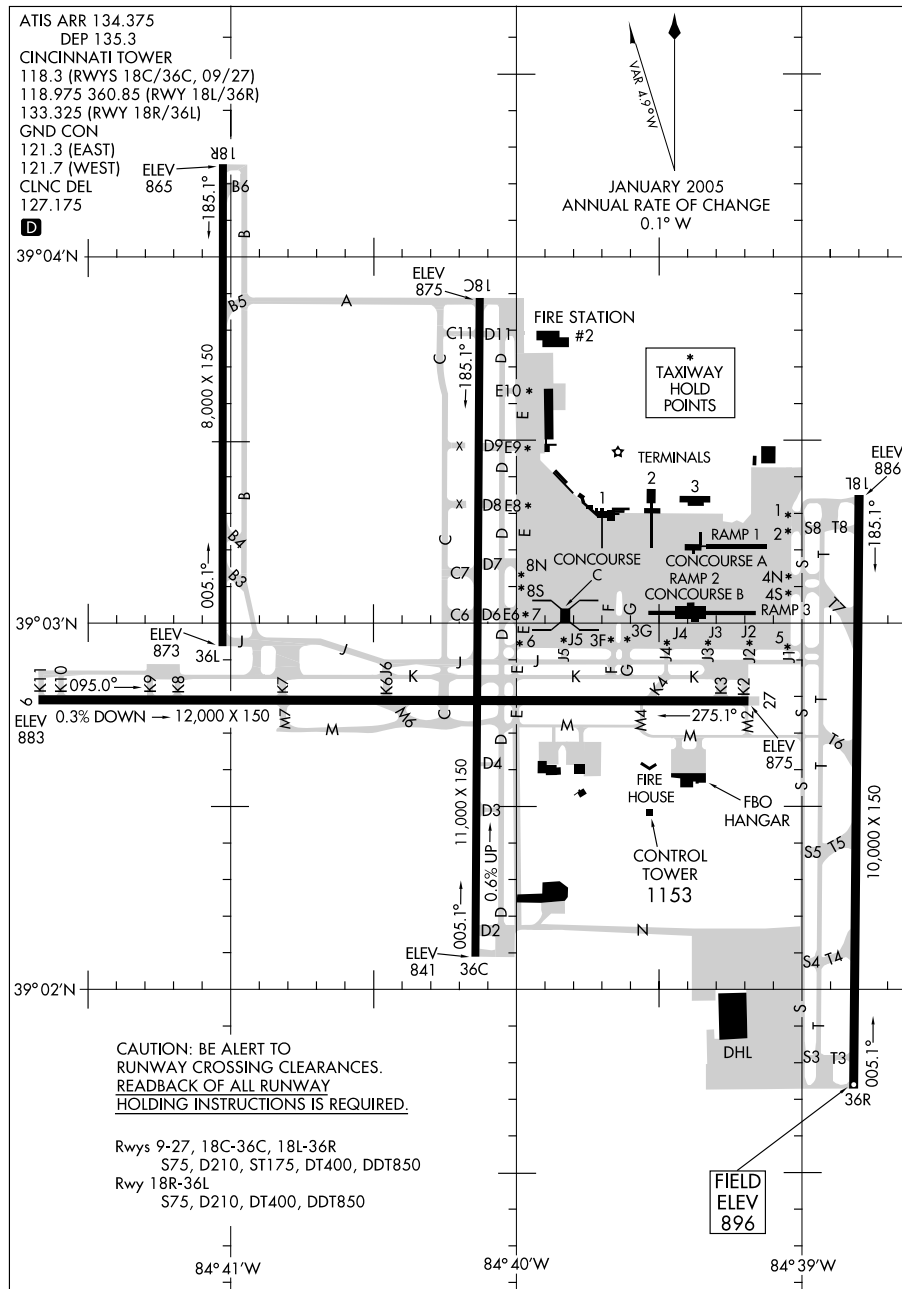 ATIS ARR 134.375
DEP 135.3
CINCINNATI TOWER
118.3 (RWYS 18C/36C, 09/27)
118.975 360.85 (RWY 18L/36R)
133.325 (RWY 18R/36L)
GND CON
121.3 (EAST)
121.7 (WEST)
CLNC DEL
127.175
D
VAR 4.9°W
JANUARY 2005
ANNUAL RATE OF CHANGE
0.1° W
18R
ELEV
865
B6
185.1°
B
39°04'N
ELEV
875
18C
A
B5
C11
D11
FIRE STATION
#2
*
TAXIWAY
HOLD
POINTS
C
185.1°
D
8,000 X 150
E10*
E
X
D9
E9*
D
TERMINALS
1
2
3
ELEV
886
18L
B
X
D8
E8*
E
D
C
1*
2*
S8
T8
185.1°
RAMP 1
CONCOURSE A
B4
B3
005.1°
D7
C7
8N
*
*
8S
CONCOURSE
C
RAMP 2
CONCOURSE B
RAMP 3
S
T
4N*
4S*
T7
C6
D6
E6
*7
F
G
39°03'N
ELEV
873
36L
J
J
J
D
E
*6
J5
*J5
3F*
*3G
J4
J4*
J3
J3*
J2
J2*
5
*
J1
J
K11
K10
K9
K8
K7
K6
J6
K
E
K
F
G
K4
K
K3
K2
9
095.0°
27
ELEV
883
0.3% DOWN
12,000 X 150
M7
M
M6
C
E
M
M4
275.1°
M
M2
S
T
ELEV
875
D
D4
T6
S
T
11,000 X 150
FIRE
HOUSE
FBO
HANGAR
D3
0.6% UP
CONTROL
TOWER
1153
S5
T5
10,000 X 150
005.1°
D
D2
N
ELEV
841
36C
S4
T4
39°02'N
S
T
DHL
S3
T3
005.1°
36R
CAUTION: BE ALERT TO
RUNWAY CROSSING CLEARANCES.
READBACK OF ALL RUNWAY
HOLDING INSTRUCTIONS IS REQUIRED.
Rwys 9-27, 18C-36C, 18L-36R
S75, D210, ST175, DT400, DDT850
Rwy 18R-36L
S75, D210, DT400, DDT850
FIELD
ELEV
896
84°41'W
84°40'W
84°39'W